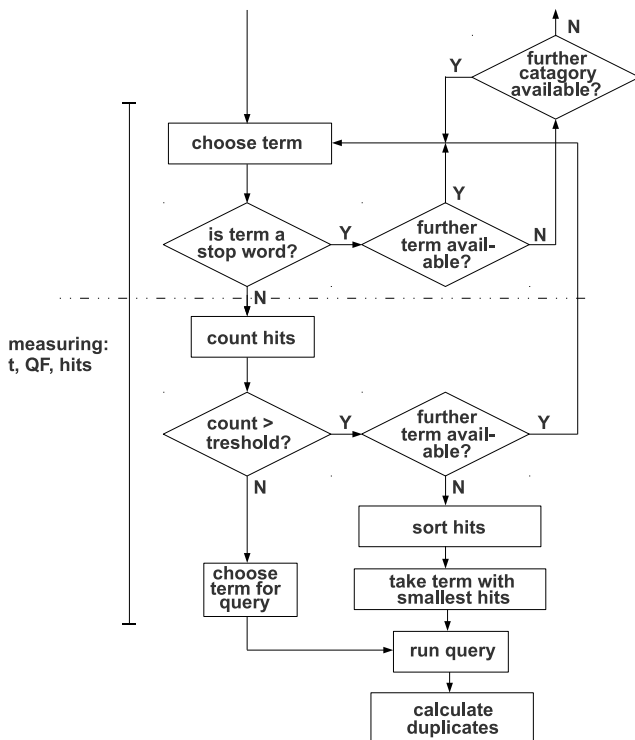 N
further
catagory
available?
Y
choose term
Y
is term a
stop word?
Y
further
term avail-
able?
N
N
count hits
measuring:
t, QF, hits
count >
treshold?
Y
further
term avail-
able?
Y
N
N
sort hits
choose
term for
query
take term with
smallest hits
run query
calculate
duplicates